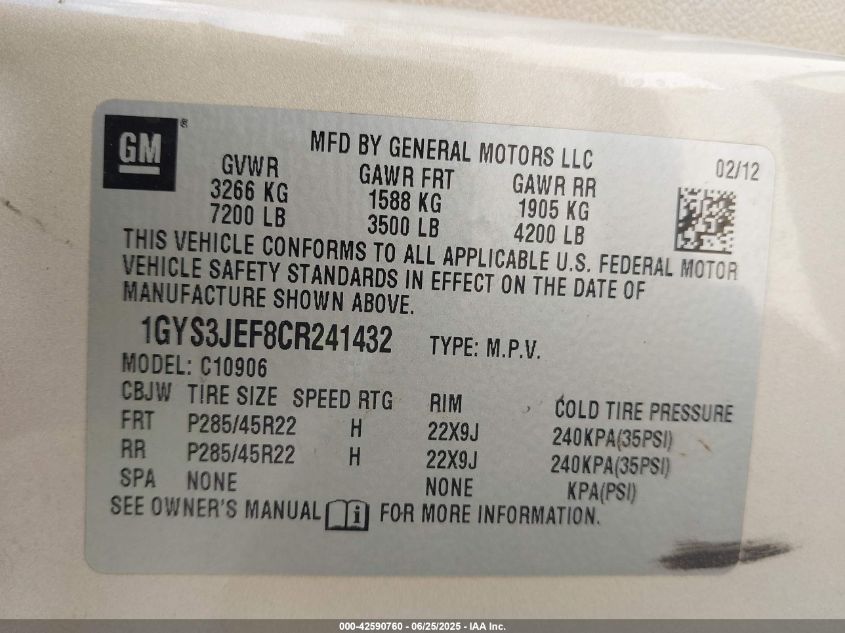 GM ®
MFD BY GENERAL MOTORS LLC
02/12
GVWR GAWR FRT GAWR RR
3266 KG 1588 KG 1905 KG
7200 LB 3500 LB 4200 LB
THIS VEHICLE CONFORMS TO ALL APPLICABLE U.S. FEDERAL MOTOR
VEHICLE SAFETY STANDARDS IN EFFECT ON THE DATE OF
MANUFACTURE SHOWN ABOVE.
1GYS3JEF8CR241432 TYPE: M.P.V.
MODEL: C10906
CBJW TIRE SIZE SPEED RTG RIM COLD TIRE PRESSURE
FRT P285/45R22 H 22X9J 240KPA(35PSI)
RR P285/45R22 H 22X9J 240KPA(35PSI)
SPA NONE NONE KPA(PSI)
SEE OWNER'S MANUAL i FOR MORE INFORMATION.
000-42590760 - 06/25/2025 - IAA Inc.